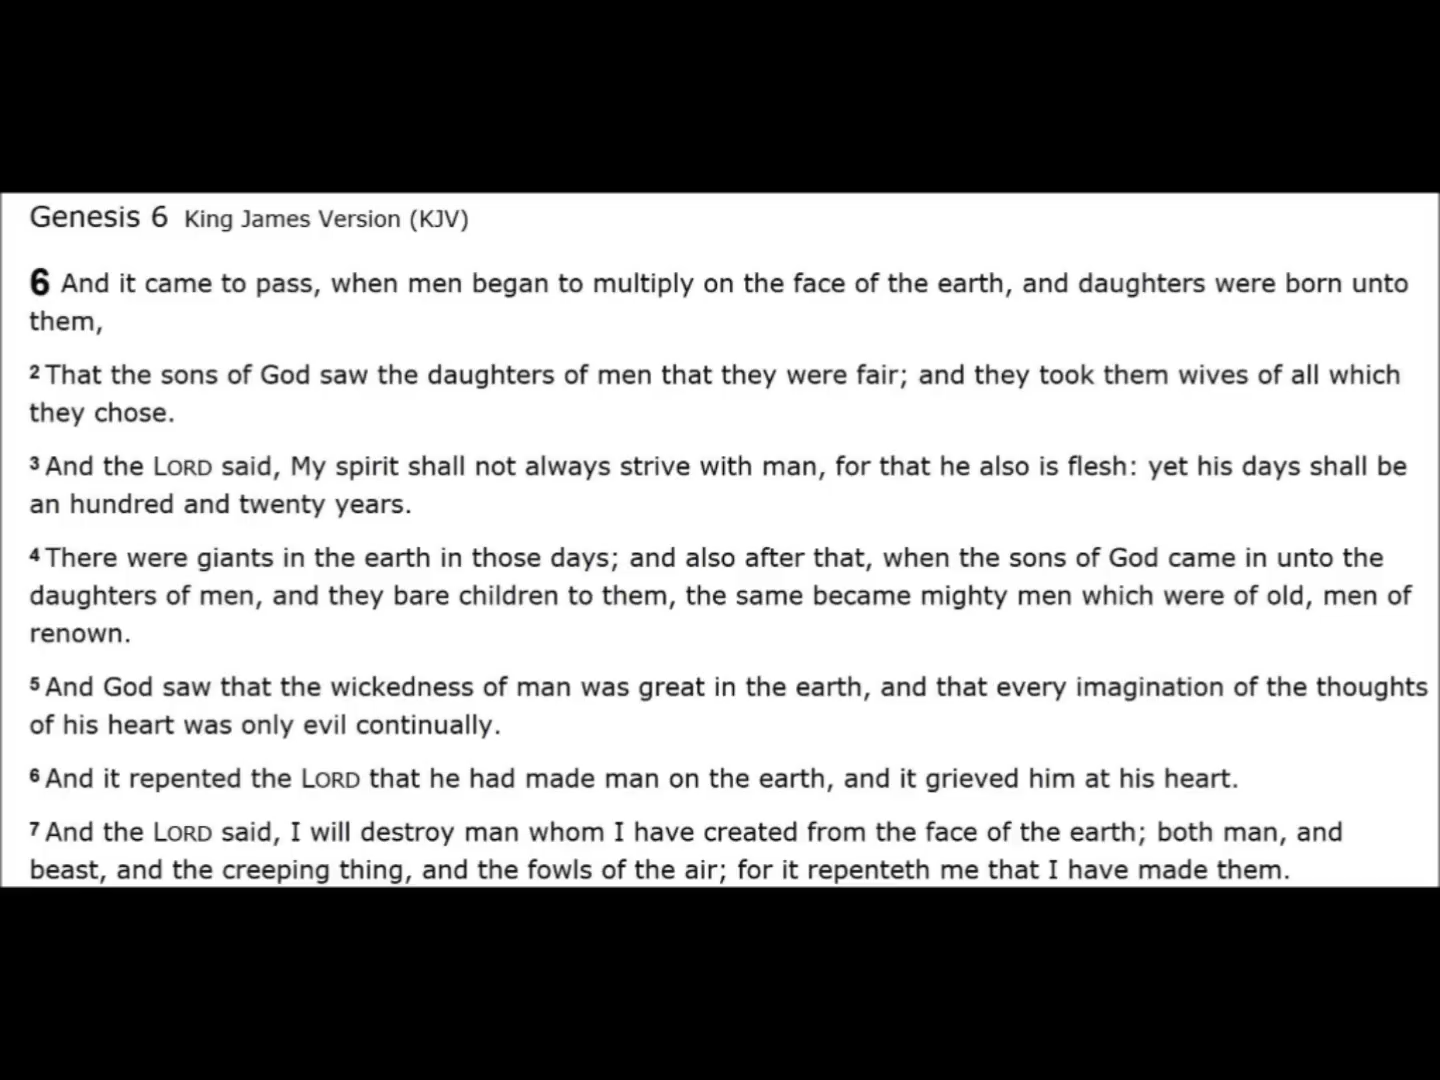 Genesis 6 King James Version (KJV)
6 And it came to pass, when men began to multiply on the face of the earth, and daughters were born unto
them,
2 That the sons of God saw the daughters of men that they were fair; and they took them wives of all which
they chose.
3 And the LORD said, My spirit shall not always strive with man, for that he also is flesh: yet his days shall be
an hundred and twenty years.
4 There were giants in the earth in those days; and also after that, when the sons of God came in unto the
daughters of men, and they bare children to them, the same became mighty men which were of old, men of
renown.
5 And God saw that the wickedness of man was great in the earth, and that every imagination of the thoughts
of his heart was only evil continually.
6 And it repented the LORD that he had made man on the earth, and it grieved him at his heart.
7 And the LORD said, I will destroy man whom I have created from the face of the earth; both man, and
beast, and the creeping thing, and the fowls of the air; for it repenteth me that I have made them.